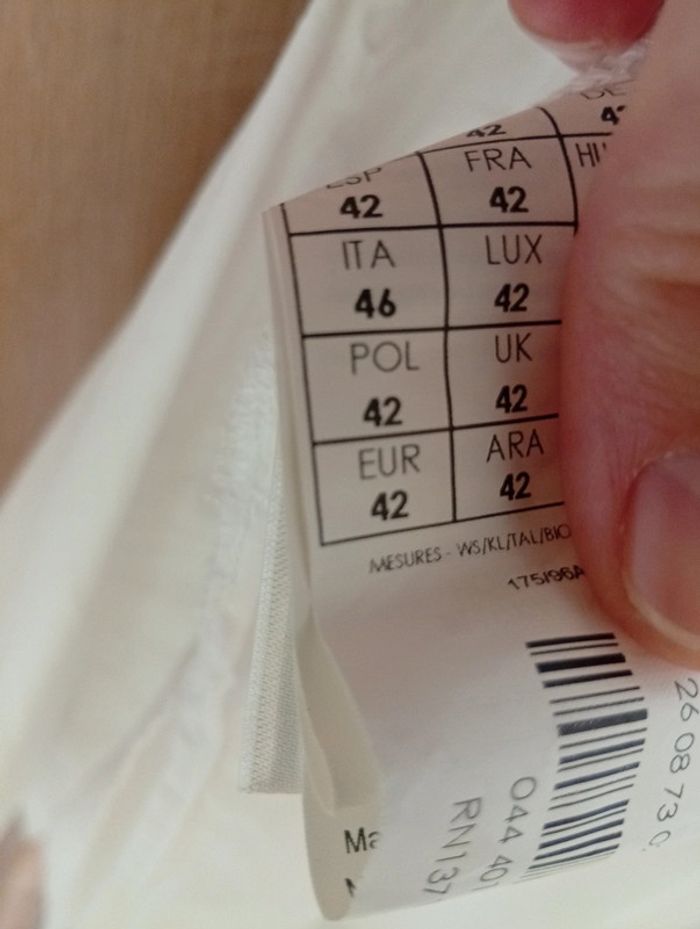 42
ESP FRA
42 42
ITA LUX
46 42
POL UK
42 42
EUR ARA
42 42
MESURES - WS/KL/TAL/BIO
175/96A
26 08 73 0
044 40
RN137